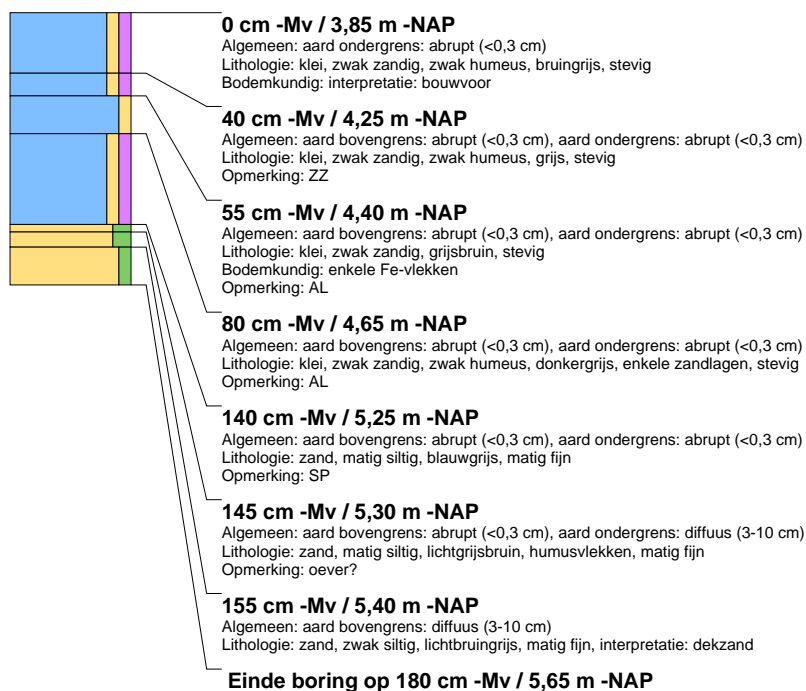 0 cm -Mv / 3,85 m -NAP
Algemeen: aard ondergrens: abrupt (<0,3 cm)
Lithologie: klei, zwak zandig, zwak humeus, bruingrijs, stevig
Bodemkundig: interpretatie: bouwvoor
40 cm -Mv / 4,25 m -NAP
Algemeen: aard bovengrens: abrupt (<0,3 cm), aard ondergrens: abrupt (<0,3 cm)
Lithologie: klei, zwak zandig, zwak humeus, grijs, stevig
Opmerking: ZZ
55 cm -Mv / 4,40 m -NAP
Algemeen: aard bovengrens: abrupt (<0,3 cm), aard ondergrens: abrupt (<0,3 cm)
Lithologie: klei, zwak zandig, grijsbruin, stevig
Bodemkundig: enkele Fe-vlekken
Opmerking: AL
80 cm -Mv / 4,65 m -NAP
Algemeen: aard bovengrens: abrupt (<0,3 cm), aard ondergrens: abrupt (<0,3 cm)
Lithologie: klei, zwak zandig, zwak humeus, donkergrijs, enkele zandlagen, stevig
Opmerking: AL
140 cm -Mv / 5,25 m -NAP
Algemeen: aard bovengrens: abrupt (<0,3 cm), aard ondergrens: abrupt (<0,3 cm)
Lithologie: zand, matig siltig, blauwgrijs, matig fijn
Opmerking: SP
145 cm -Mv / 5,30 m -NAP
Algemeen: aard bovengrens: abrupt (<0,3 cm), aard ondergrens: diffuus (3-10 cm)
Lithologie: zand, matig siltig, lichtgrijsbruin, humusvlekken, matig fijn
Opmerking: oever?
155 cm -Mv / 5,40 m -NAP
Algemeen: aard bovengrens: diffuus (3-10 cm)
Lithologie: zand, zwak siltig, lichtbruingrijs, matig fijn, interpretatie: dekzand
Einde boring op 180 cm -Mv / 5,65 m -NAP